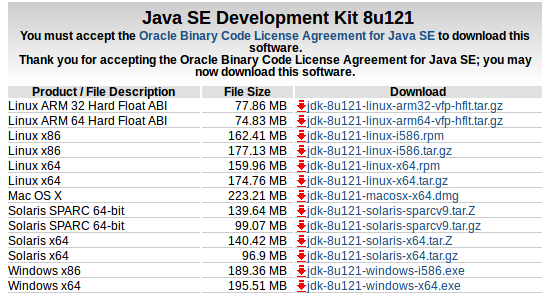 Java SE Development Kit 8u121
You must accept the Oracle Binary Code License Agreement for Java SE to download this
software.
Thank you for accepting the Oracle Binary Code License Agreement for Java SE; you may
now download this software.
Product / File Description File Size Download
Linux ARM 32 Hard Float ABI 77.86 MB jdk-8u121-linux-arm32-vfp-hflt.tar.gz
Linux ARM 64 Hard Float ABI 74.83 MB jdk-8u121-linux-arm64-vfp-hflt.tar.gz
Linux x86 162.41 MB jdk-8u121-linux-i586.rpm
Linux x86 177.13 MB jdk-8u121-linux-i586.tar.gz
Linux x64 159.96 MB jdk-8u121-linux-x64.rpm
Linux x64 174.76 MB jdk-8u121-linux-x64.tar.gz
Mac OS X 223.21 MB jdk-8u121-macosx-x64.dmg
Solaris SPARC 64-bit 139.64 MB jdk-8u121-solaris-sparcv9.tar.Z
Solaris SPARC 64-bit 99.07 MB jdk-8u121-solaris-sparcv9.tar.gz
Solaris x64 140.42 MB jdk-8u121-solaris-x64.tar.Z
Solaris x64 96.9 MB jdk-8u121-solaris-x64.tar.gz
Windows x86 189.36 MB jdk-8u121-windows-i586.exe
Windows x64 195.51 MB jdk-8u121-windows-x64.exe